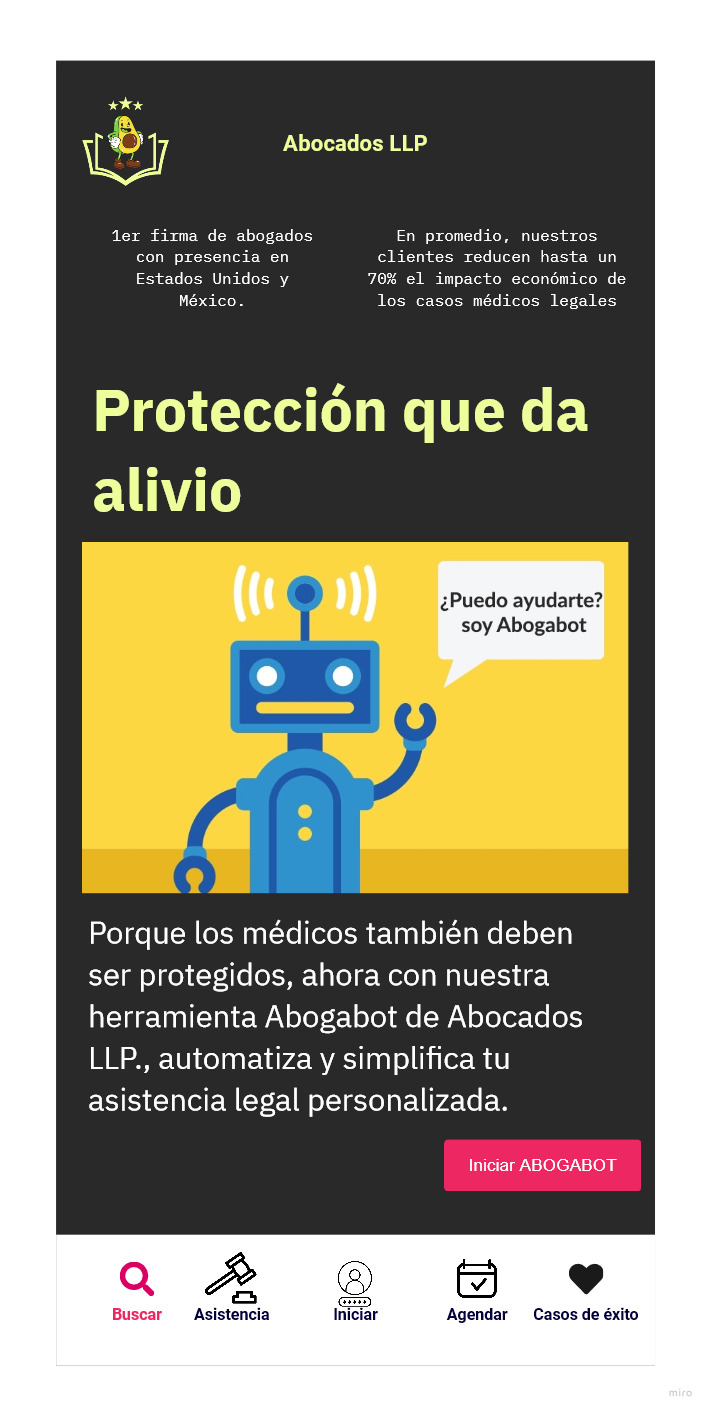 Abocados LLP
1er firma de abogados
con presencia en
Estados Unidos y
México.
En promedio, nuestros
clientes reducen hasta un
70% el impacto económico de
los casos médicos legales
Protección que da
alivio
¿Puedo ayudarte?
soy Abogabot
Porque los médicos también deben
ser protegidos, ahora con nuestra
herramienta Abogabot de Abocados
LLP., automatiza y simplifica tu
asistencia legal personalizada.
Iniciar ABOGABOT
Buscar
Asistencia
Iniciar
Agendar
Casos de éxito
miro